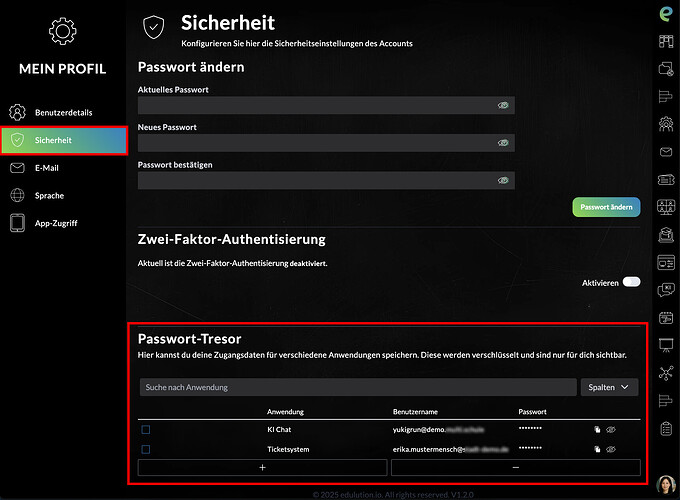 Sicherheit
Konfigurieren Sie hier die Sicherheitseinstellungen des Accounts
MEIN PROFIL
Benutzerdetails
Sicherheit
E-Mail
Sprache
App-Zugriff
Passwort ändern
Aktuelles Passwort
Neues Passwort
Passwort bestätigen
Passwort ändern
Zwei-Faktor-Authentisierung
Aktuell ist die Zwei-Faktor-Authentisierung deaktiviert.
Aktivieren
Passwort-Tresor
Hier kannst du deine Zugangsdaten für verschiedene Anwendungen speichern. Diese werden verschlüsselt und sind nur für dich sichtbar.
Suche nach Anwendung Spalten
Anwendung Benutzername Passwort
KI Chat yukigrun@demo. ********
Ticketsystem erika.mustermensch@ ********
+ −
© 2025 edulution.io. All rights reserved. V1.2.0